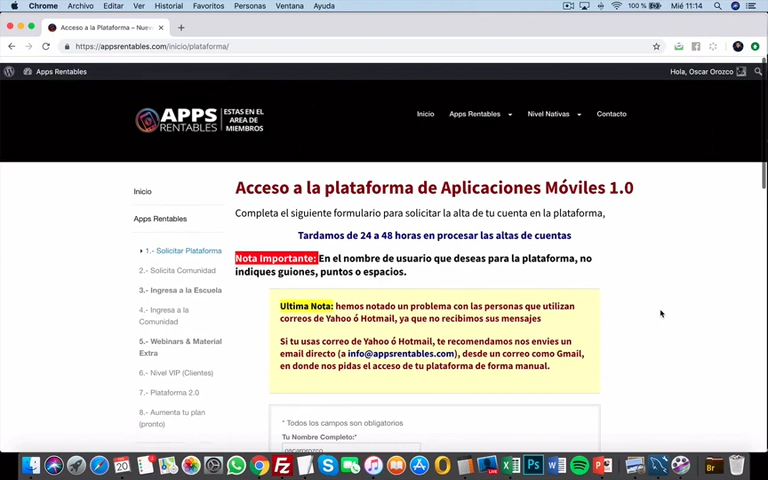 Chrome Archivo Editar Ver Historial Favoritos Personas Ventana Ayuda 100 % Mié 11:14
Acceso a la Plataforma – Nuev
https://appsrentables.com/inicio/plataforma/
Apps Rentables Hola, Oscar Orozco
APPS RENTABLES
ESTAS EN EL
AREA DE
MIEMBROS
Inicio Apps Rentables Nivel Nativas Contacto
Inicio
Apps Rentables
1.- Solicitar Plataforma
2.- Solicita Comunidad
3.- Ingresa a la Escuela
4.- Ingresa a la
Comunidad
5.- Webinars & Material
Extra
6.- Nivel VIP (Clientes)
7.- Plataforma 2.0
8.- Aumenta tu plan
(pronto)
Acceso a la plataforma de Aplicaciones Móviles 1.0
Completa el siguiente formulario para solicitar la alta de tu cuenta en la plataforma,
Tardamos de 24 a 48 horas en procesar las altas de cuentas
Nota Importante: En el nombre de usuario que deseas para la plataforma, no
indiques guiones, puntos o espacios.
Ultima Nota: hemos notado un problema con las personas que utilizan
correos de Yahoo ó Hotmail, ya que no recibimos sus mensajes
Si tu usas correo de Yahoo ó Hotmail, te recomendamos nos envies un
email directo (a info@appsrentables.com), desde un correo como Gmail,
en donde nos pidas el acceso de tu plataforma de forma manual.
* Todos los campos son obligatorios
Tu Nombre Completo:*
oscarorozco
20
Ps
Br